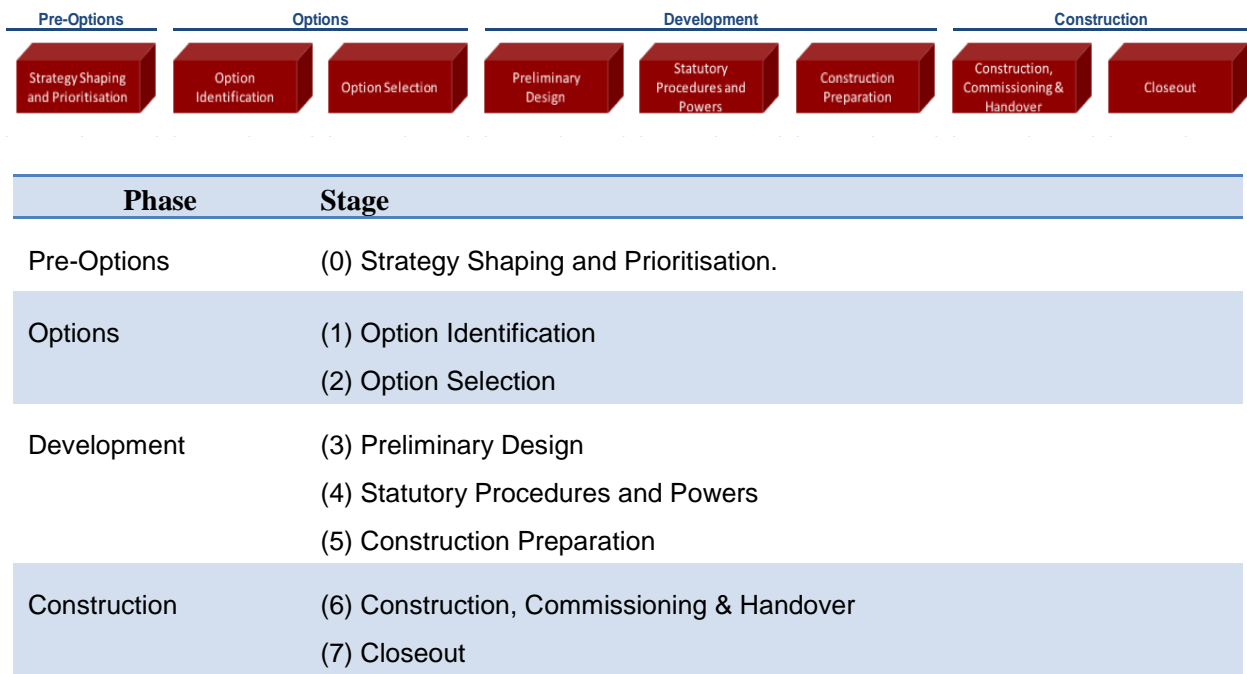 Pre-Options Options Development Construction
Strategy Shaping
and Prioritisation
Option
Identification
Option Selection
Preliminary
Design
Statutory
Procedures and
Powers
Construction
Preparation
Construction,
Commissioning &
Handover
Closeout
Phase Stage
Pre-Options (0) Strategy Shaping and Prioritisation.
Options (1) Option Identification
(2) Option Selection
Development (3) Preliminary Design
(4) Statutory Procedures and Powers
(5) Construction Preparation
Construction (6) Construction, Commissioning & Handover
(7) Closeout